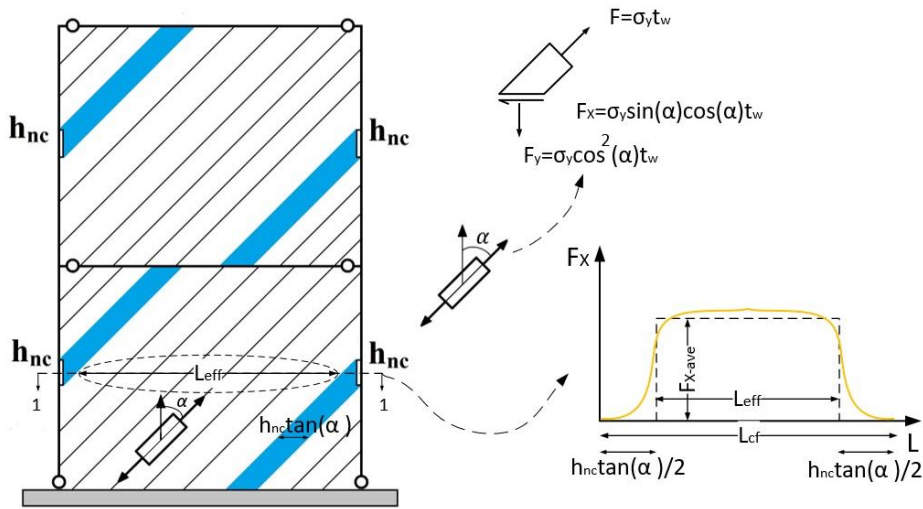 F=σytw
hnc
hnc
Fx=σysin(α)cos(α)tw
Fy=σycos²(α)tw
α
Fx
hnc
hnc
Leff
1
1
α
hnctan(α)
Fx-ave
Leff
Lcf
L
hnctan(α)/2
hnctan(α)/2